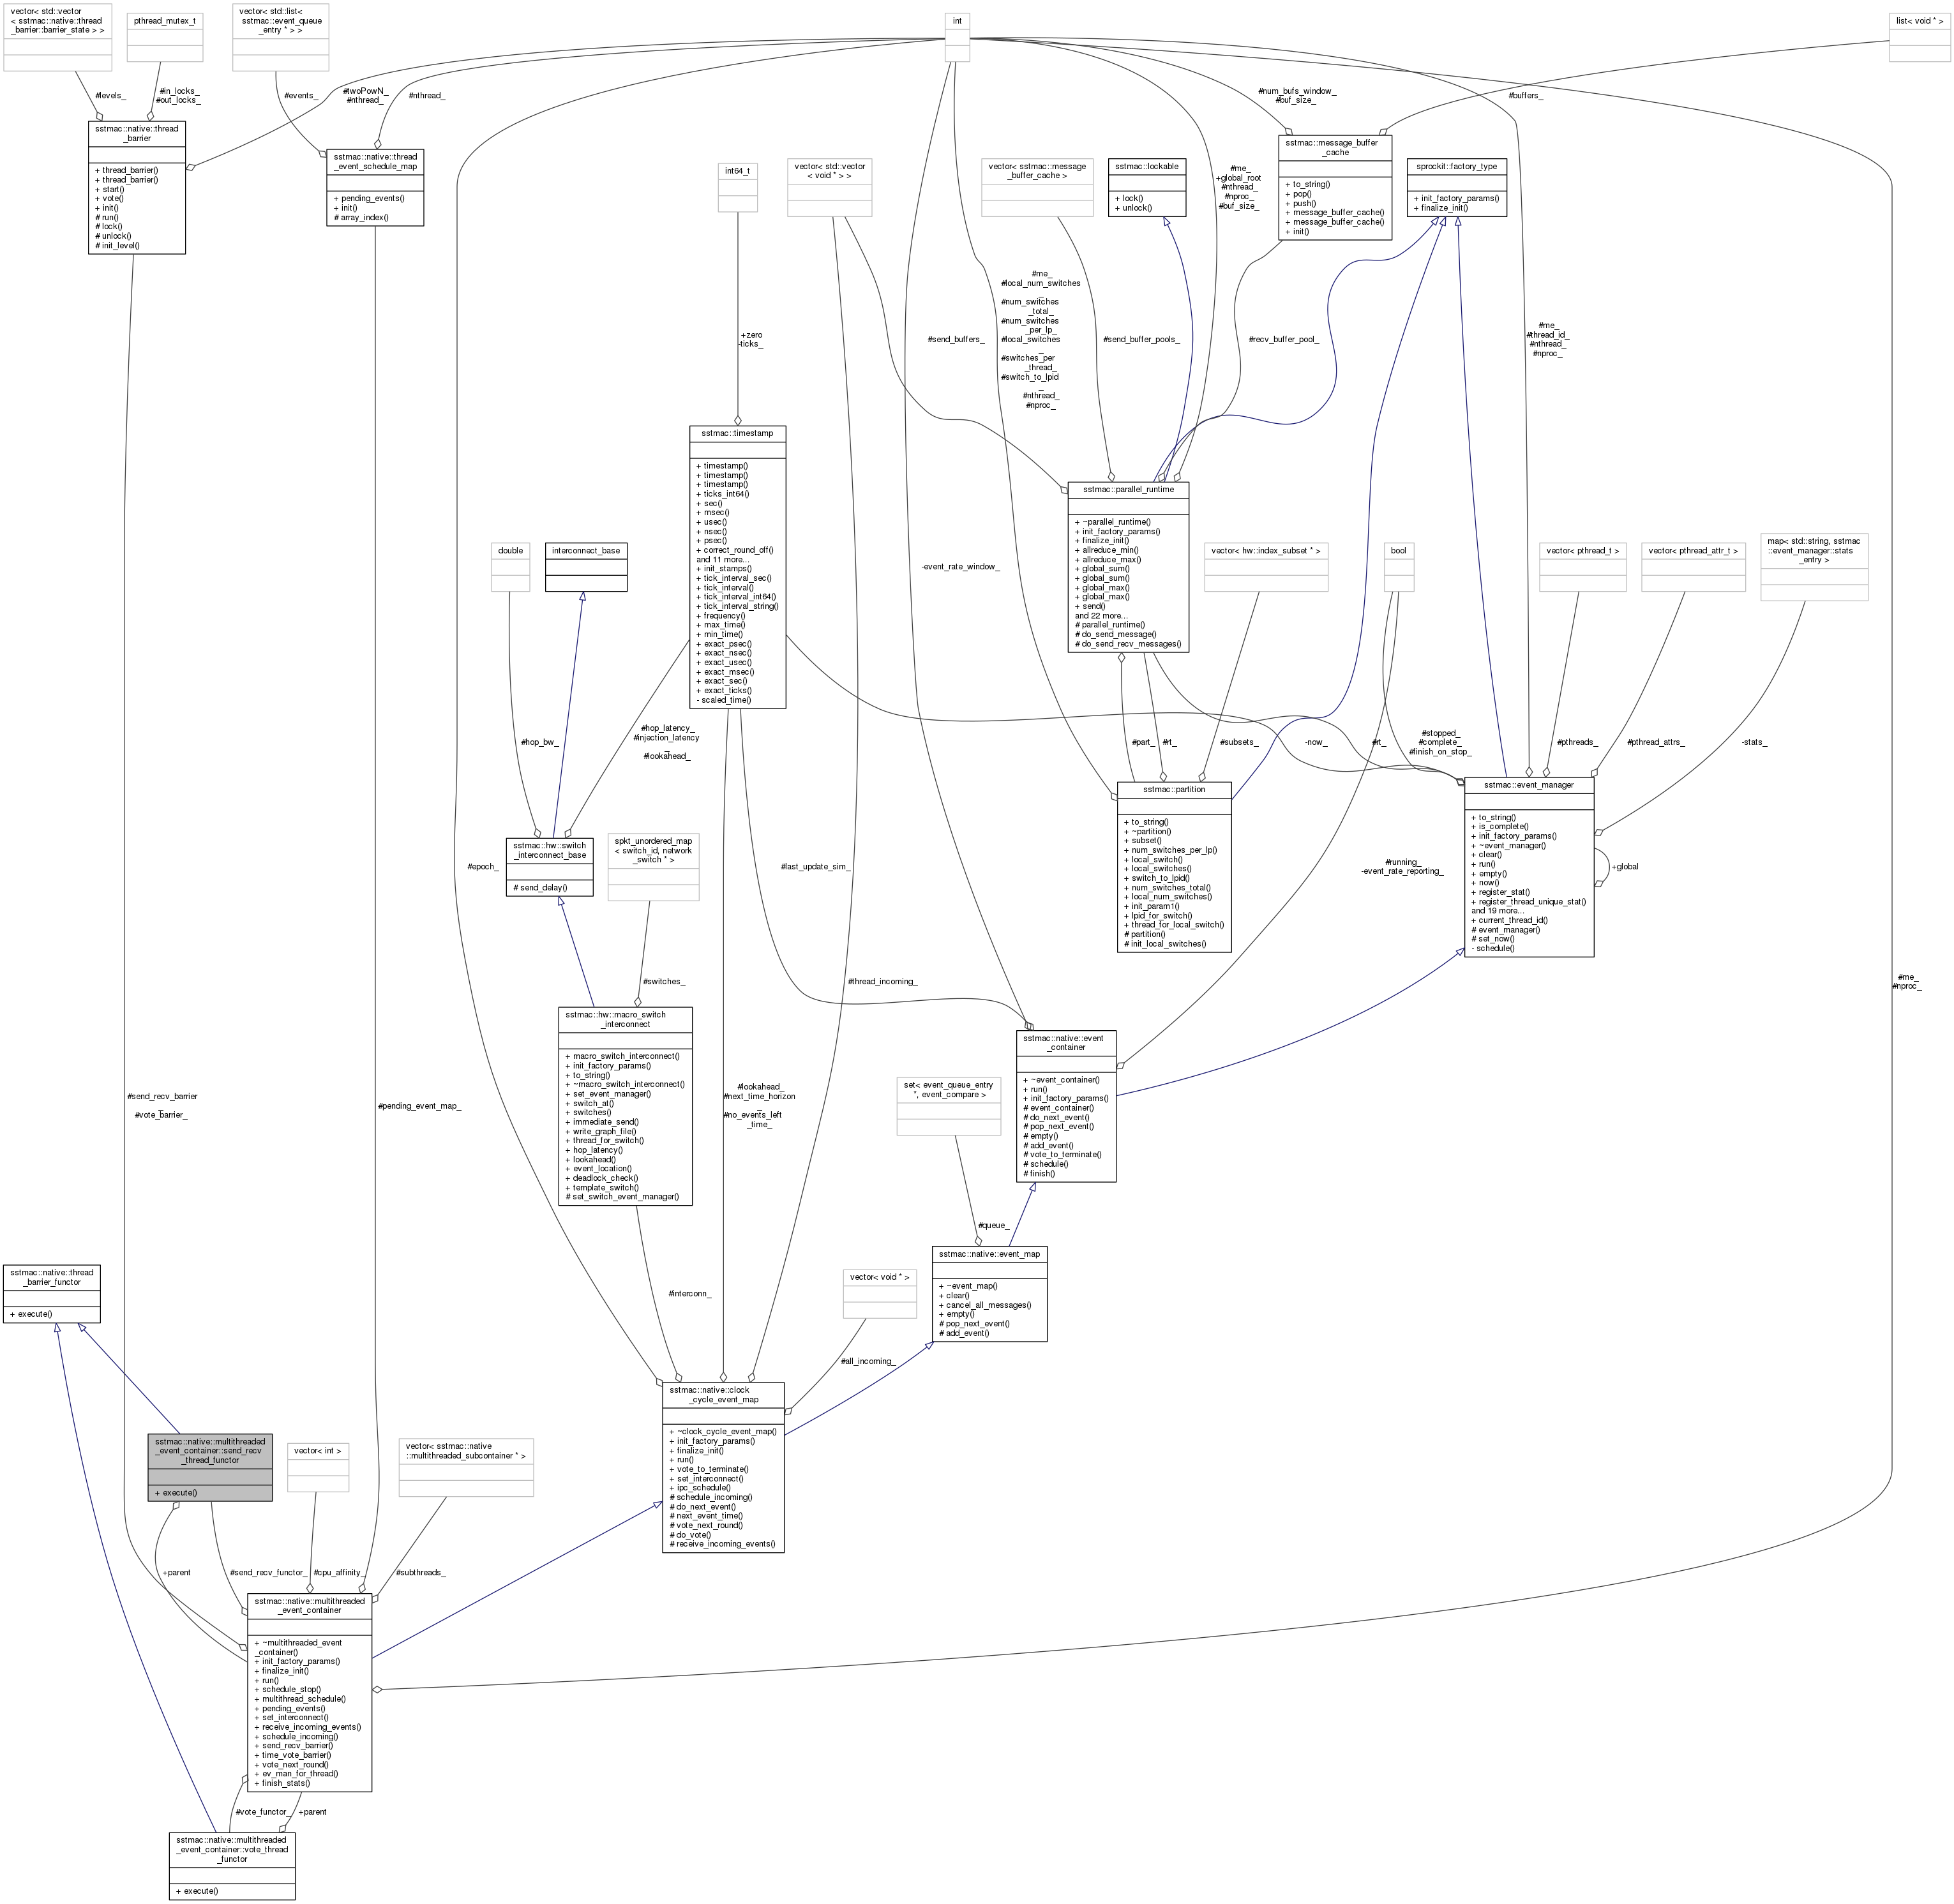 vector< std::vector
< sstmac::native::thread
_barrier::barrier_state > >
pthread_mutex_t
vector< std::list<
sstmac::event_queue
_entry * > >
int
list< void * >
#levels_
#in_locks_
#out_locks_
#events_
#twoPowN_
#nthread_
#nthread_
#num_bufs_window_
#buf_size_
#buffers_
sstmac::native::thread
_barrier
+ thread_barrier()
+ thread_barrier()
+ start()
+ vote()
+ init()
# run()
# lock()
# unlock()
# init_level()
sstmac::native::thread
_event_schedule_map
+ pending_events()
+ init()
# array_index()
int64_t
vector< std::vector
< void * > >
vector< sstmac::message
_buffer_cache >
sstmac::lockable
+ lock()
+ unlock()
#me_
+global_root
#nthread_
#nproc_
#buf_size_
sstmac::message_buffer
_cache
+ to_string()
+ pop()
+ push()
+ message_buffer_cache()
+ message_buffer_cache()
+ init()
sprockit::factory_type
+ init_factory_params()
+ finalize_init()
+zero
-ticks_
#send_buffers_
#me_
#local_num_switches
_
#num_switches
_total_
#num_switches
_per_lp_
#local_switches
_
#switches_per
_thread_
#switch_to_lpid
_
#nthread_
#nproc_
#send_buffer_pools_
#recv_buffer_pool_
#me_
#thread_id_
#nthread_
#nproc_
sstmac::timestamp
+ timestamp()
+ timestamp()
+ timestamp()
+ ticks_int64()
+ sec()
+ msec()
+ usec()
+ nsec()
+ psec()
+ correct_round_off()
and 11 more...
+ init_stamps()
+ tick_interval_sec()
+ tick_interval()
+ tick_interval_int64()
+ tick_interval_string()
+ frequency()
+ max_time()
+ min_time()
+ exact_psec()
+ exact_nsec()
+ exact_usec()
+ exact_msec()
+ exact_sec()
+ exact_ticks()
- scaled_time()
sstmac::parallel_runtime
+ ~parallel_runtime()
+ init_factory_params()
+ finalize_init()
+ allreduce_min()
+ allreduce_max()
+ global_sum()
+ global_sum()
+ global_max()
+ global_max()
+ send()
and 22 more...
# parallel_runtime()
# do_send_message()
# do_send_recv_messages()
double
interconnect_base
-event_rate_window_
vector< hw::index_subset * >
bool
vector< pthread_t >
vector< pthread_attr_t >
map< std::string, sstmac
::event_manager::stats
_entry >
#hop_bw_
#hop_latency_
#injection_latency
_
#lookahead_
#part_
#rt_
#subsets_
-now_
#rt_
#stopped_
#complete_
#finish_on_stop_
#pthreads_
#pthread_attrs_
-stats_
sstmac::partition
+ to_string()
+ ~partition()
+ subset()
+ num_switches_per_lp()
+ local_switch()
+ local_switches()
+ switch_to_lpid()
+ num_switches_total()
+ local_num_switches()
+ init_param1()
+ lpid_for_switch()
+ thread_for_local_switch()
# partition()
# init_local_switches()
sstmac::event_manager
+ to_string()
+ is_complete()
+ init_factory_params()
+ ~event_manager()
+ clear()
+ run()
+ empty()
+ now()
+ register_stat()
+ register_thread_unique_stat()
and 19 more...
+ current_thread_id()
# event_manager()
# set_now()
- schedule()
+global
sstmac::hw::switch
_interconnect_base
# send_delay()
spkt_unordered_map
< switch_id, network
_switch * >
#epoch_
#last_update_sim_
#running_
-event_rate_reporting_
#switches_
#thread_incoming_
#me_
#nproc_
sstmac::hw::macro_switch
_interconnect
+ macro_switch_interconnect()
+ init_factory_params()
+ to_string()
+ ~macro_switch_interconnect()
+ set_event_manager()
+ switch_at()
+ switches()
+ immediate_send()
+ write_graph_file()
+ thread_for_switch()
+ hop_latency()
+ lookahead()
+ event_location()
+ deadlock_check()
+ template_switch()
# set_switch_event_manager()
sstmac::native::event
_container
+ ~event_container()
+ run()
+ init_factory_params()
# event_container()
# do_next_event()
# pop_next_event()
# empty()
# add_event()
# vote_to_terminate()
# schedule()
# finish()
#send_recv_barrier
_
#vote_barrier_
#pending_event_map_
#lookahead_
#next_time_horizon
_
#no_events_left
_time_
set< event_queue_entry
*, event_compare >
#queue_
sstmac::native::event_map
+ ~event_map()
+ clear()
+ cancel_all_messages()
+ empty()
# pop_next_event()
# add_event()
sstmac::native::thread
_barrier_functor
+ execute()
#interconn_
vector< void * >
#all_incoming_
sstmac::native::clock
_cycle_event_map
+ ~clock_cycle_event_map()
+ init_factory_params()
+ finalize_init()
+ run()
+ vote_to_terminate()
+ set_interconnect()
+ ipc_schedule()
# schedule_incoming()
# do_next_event()
# next_event_time()
# vote_next_round()
# do_vote()
# receive_incoming_events()
sstmac::native::multithreaded
_event_container::send_recv
_thread_functor
+ execute()
vector< int >
vector< sstmac::native
::multithreaded_subcontainer * >
+parent
#send_recv_functor_
#cpu_affinity_
#subthreads_
sstmac::native::multithreaded
_event_container
+ ~multithreaded_event
_container()
+ init_factory_params()
+ finalize_init()
+ run()
+ schedule_stop()
+ multithread_schedule()
+ pending_events()
+ set_interconnect()
+ receive_incoming_events()
+ schedule_incoming()
+ send_recv_barrier()
+ time_vote_barrier()
+ vote_next_round()
+ ev_man_for_thread()
+ finish_stats()
#vote_functor_
+parent
sstmac::native::multithreaded
_event_container::vote_thread
_functor
+ execute()